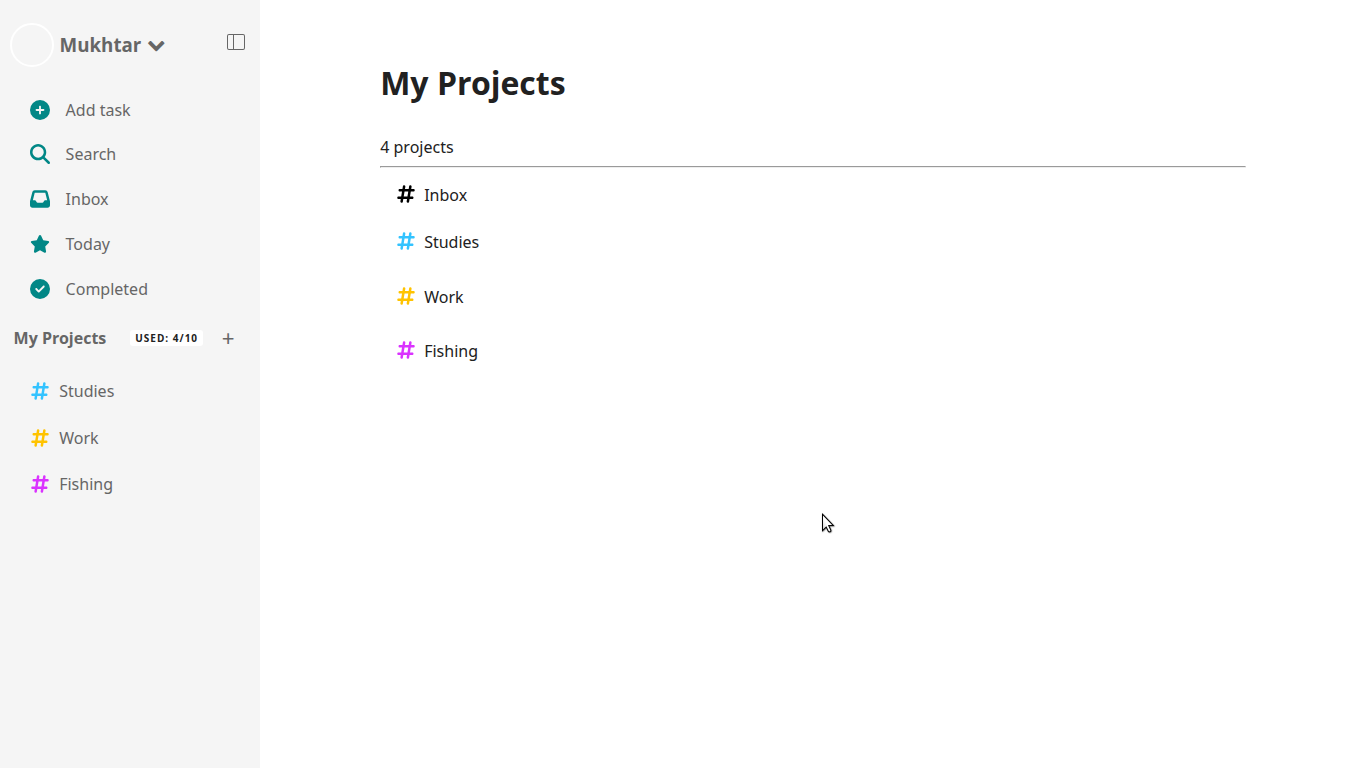 Mukhtar
Add task
Search
Inbox
Today
Completed
My Projects USED: 4/10 +
# Studies
# Work
# Fishing
My Projects
4 projects
# Inbox
# Studies
# Work
# Fishing